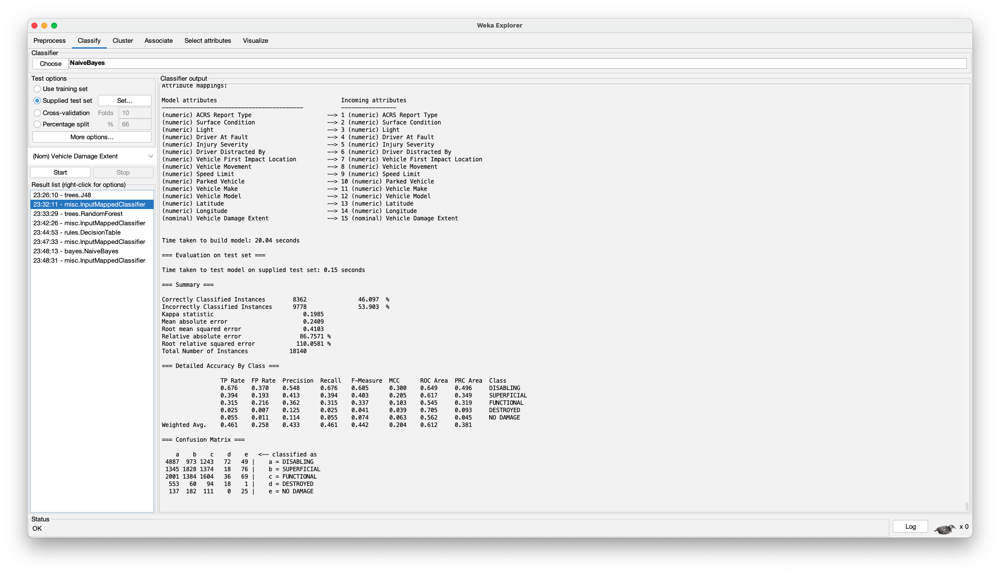 Weka Explorer
Preprocess Classify Cluster Associate Select attributes Visualize
Classifier
Choose NaiveBayes
Test options
Use training set
Supplied test set Set...
Cross-validation Folds 10
Percentage split % 66
More options...
(Nom) Vehicle Damage Extent
Start Stop
Result list (right-click for options)
23:26:10 - trees.J48
23:32:11 - misc.InputMappedClassifier
23:33:29 - trees.RandomForest
23:42:26 - misc.InputMappedClassifier
23:44:53 - rules.DecisionTable
23:47:33 - misc.InputMappedClassifier
23:48:13 - bayes.NaiveBayes
23:48:31 - misc.InputMappedClassifier
Classifier output
Attribute mappings:
Model attributes Incoming attributes
----------------------------------------- ----------------
(numeric) ACRS Report Type --> 1 (numeric) ACRS Report Type
(numeric) Surface Condition --> 2 (numeric) Surface Condition
(numeric) Light --> 3 (numeric) Light
(numeric) Driver At Fault --> 4 (numeric) Driver At Fault
(numeric) Injury Severity --> 5 (numeric) Injury Severity
(numeric) Driver Distracted By --> 6 (numeric) Driver Distracted By
(numeric) Vehicle First Impact Location --> 7 (numeric) Vehicle First Impact Location
(numeric) Vehicle Movement --> 8 (numeric) Vehicle Movement
(numeric) Speed Limit --> 9 (numeric) Speed Limit
(numeric) Parked Vehicle --> 10 (numeric) Parked Vehicle
(numeric) Vehicle Make --> 11 (numeric) Vehicle Make
(numeric) Vehicle Model --> 12 (numeric) Vehicle Model
(numeric) Latitude --> 13 (numeric) Latitude
(numeric) Longitude --> 14 (numeric) Longitude
(nominal) Vehicle Damage Extent --> 15 (nominal) Vehicle Damage Extent
Time taken to build model: 20.04 seconds
=== Evaluation on test set ===
Time taken to test model on supplied test set: 0.15 seconds
=== Summary ===
Correctly Classified Instances 8362 46.097 %
Incorrectly Classified Instances 9778 53.903 %
Kappa statistic 0.1985
Mean absolute error 0.2409
Root mean squared error 0.4103
Relative absolute error 86.7571 %
Root relative squared error 110.0581 %
Total Number of Instances 18140
=== Detailed Accuracy By Class ===
TP Rate FP Rate Precision Recall F-Measure MCC ROC Area PRC Area Class
0.676 0.370 0.548 0.676 0.605 0.300 0.649 0.496 DISABLING
0.394 0.193 0.413 0.394 0.403 0.205 0.617 0.349 SUPERFICIAL
0.315 0.216 0.362 0.315 0.337 0.103 0.545 0.319 FUNCTIONAL
0.025 0.007 0.125 0.025 0.041 0.039 0.705 0.093 DESTROYED
0.055 0.011 0.114 0.055 0.074 0.063 0.562 0.045 NO DAMAGE
Weighted Avg. 0.461 0.258 0.433 0.461 0.442 0.204 0.612 0.381
=== Confusion Matrix ===
a b c d e <-- classified as
4887 973 1243 72 49 | a = DISABLING
1345 1828 1374 18 76 | b = SUPERFICIAL
2001 1384 1604 36 69 | c = FUNCTIONAL
553 60 94 18 1 | d = DESTROYED
137 182 111 0 25 | e = NO DAMAGE
Status
OK
Log x 0